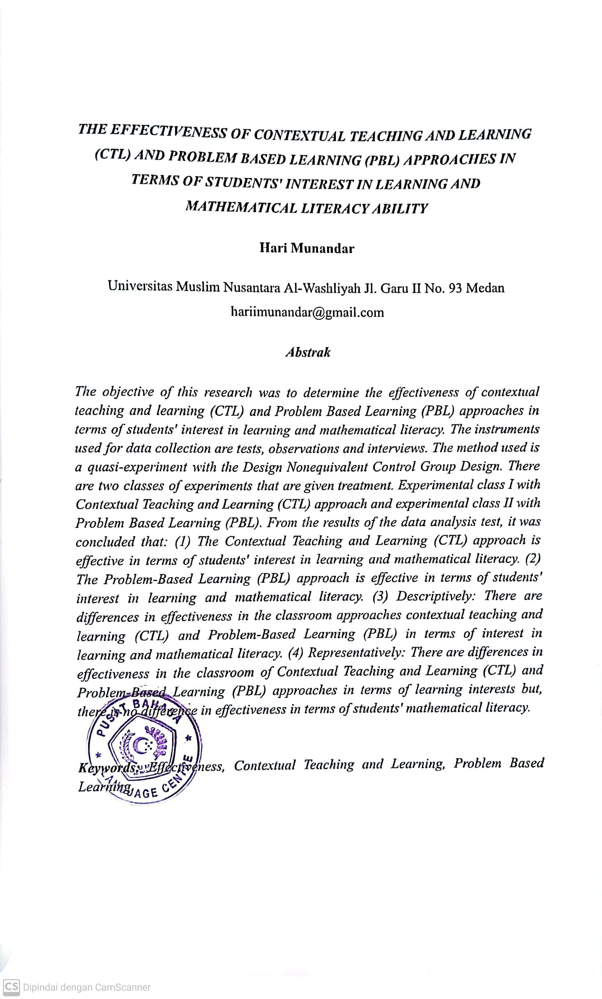 THE EFFECTIVENESS OF CONTEXTUAL TEACHING AND LEARNING
(CTL) AND PROBLEM BASED LEARNING (PBL) APPROACHES IN
TERMS OF STUDENTS' INTEREST IN LEARNING AND
MATHEMATICAL LITERACY ABILITY
Hari Munandar
Universitas Muslim Nusantara Al-Washliyah Jl. Garu II No. 93 Medan
hariimunandar@gmail.com
Abstrak
The objective of this research was to determine the effectiveness of contextual
teaching and learning (CTL) and Problem Based Learning (PBL) approaches in
terms of students' interest in learning and mathematical literacy. The instruments
used for data collection are tests, observations and interviews. The method used is
a quasi-experiment with the Design Nonequivalent Control Group Design. There
are two classes of experiments that are given treatment. Experimental class I with
Contextual Teaching and Learning (CTL) approach and experimental class II with
Problem Based Learning (PBL). From the results of the data analysis test, it was
concluded that: (1) The Contextual Teaching and Learning (CTL) approach is
effective in terms of students' interest in learning and mathematical literacy. (2)
The Problem-Based Learning (PBL) approach is effective in terms of students'
interest in learning and mathematical literacy. (3) Descriptively: There are
differences in effectiveness in the classroom approaches contextual teaching and
learning (CTL) and Problem-Based Learning (PBL) in terms of interest in
learning and mathematical literacy. (4) Representatively: There are differences in
effectiveness in the classroom of Contextual Teaching and Learning (CTL) and
Problem-Based Learning (PBL) approaches in terms of learning interests but,
there is no difference in effectiveness in terms of students' mathematical literacy.
PUSAT BAHASA
Keywords: Effectiveness, Contextual Teaching and Learning, Problem Based
Learning.
LANGUAGE CENTRE
CS Dipindai dengan CamScanner